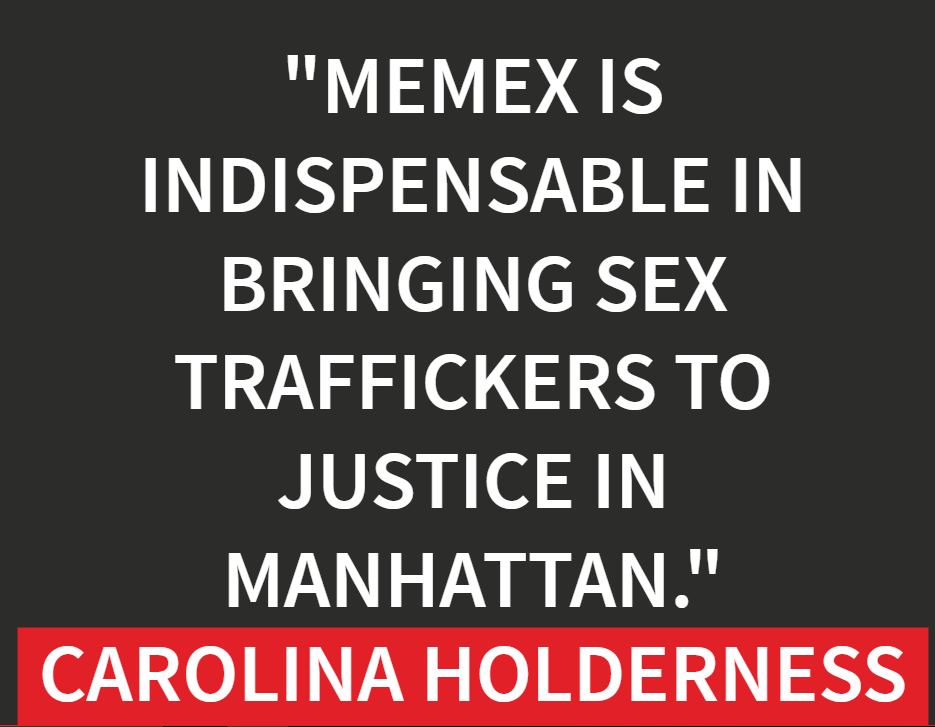 "MEMEX IS
INDISPENSABLE IN
BRINGING SEX
TRAFFICKERS TO
JUSTICE IN
MANHATTAN."
CAROLINA HOLDERNESS